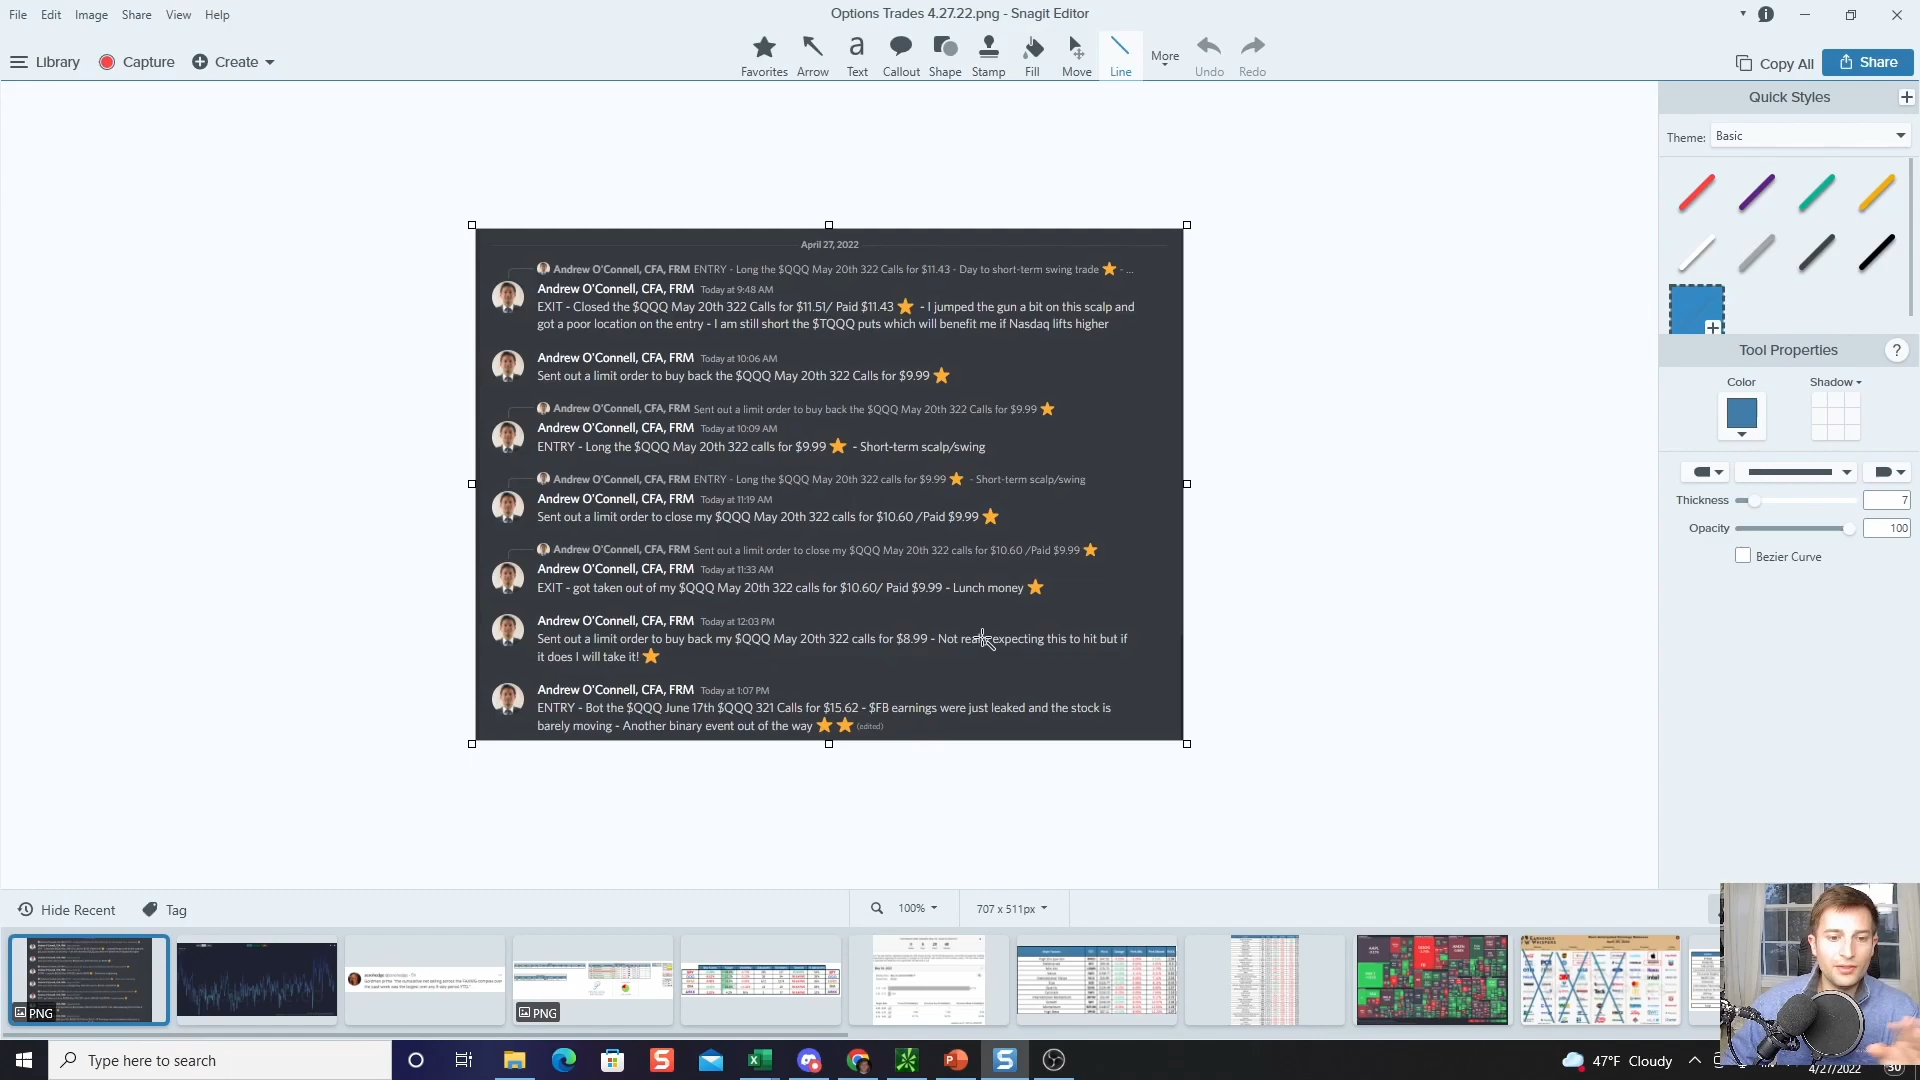 Options Trades 4.27.22.png - Snagit Editor
File Edit Image Share View Help
Library Capture Create
Favorites Arrow Text Callout Shape Stamp Fill Move Line More Undo Redo
Copy All Share
Quick Styles
Theme: Basic
Tool Properties ?
Color Shadow
Thickness 7
Opacity 100
Bezier Curve
April 27, 2022
Andrew O'Connell, CFA, FRM ENTRY - Long the $QQQ May 20th 322 Calls for $11.43 - Day to short-term swing trade - ...
Andrew O'Connell, CFA, FRM Today at 9:48 AM
EXIT - Closed the $QQQ May 20th 322 Calls for $11.51/ Paid $11.43 - I jumped the gun a bit on this scalp and
got a poor location on the entry - I am still short the $TQQQ puts which will benefit me if Nasdaq lifts higher
Andrew O'Connell, CFA, FRM Today at 10:06 AM
Sent out a limit order to buy back the $QQQ May 20th 322 Calls for $9.99
Andrew O'Connell, CFA, FRM Sent out a limit order to buy back the $QQQ May 20th 322 Calls for $9.99
Andrew O'Connell, CFA, FRM Today at 10:09 AM
ENTRY - Long the $QQQ May 20th 322 calls for $9.99 - Short-term scalp/swing
Andrew O'Connell, CFA, FRM ENTRY - Long the $QQQ May 20th 322 calls for $9.99 - Short-term scalp/swing
Andrew O'Connell, CFA, FRM Today at 11:19 AM
Sent out a limit order to close my $QQQ May 20th 322 calls for $10.60 /Paid $9.99
Andrew O'Connell, CFA, FRM Sent out a limit order to close my $QQQ May 20th 322 calls for $10.60 /Paid $9.99
Andrew O'Connell, CFA, FRM Today at 11:33 AM
EXIT - got taken out of my $QQQ May 20th 322 calls for $10.60/ Paid $9.99 - Lunch money
Andrew O'Connell, CFA, FRM Today at 12:03 PM
Sent out a limit order to buy back my $QQQ May 20th 322 calls for $8.99 - Not expecting this to hit but if
it does I will take it!
Andrew O'Connell, CFA, FRM Today at 1:07 PM
ENTRY - Bot the $QQQ June 17th $QQQ 321 Calls for $15.62 - $FB earnings were just leaked and the stock is
barely moving - Another binary event out of the way (edited)
Hide Recent Tag 100% 707 x 511px
PNG PNG
Type here to search
47°F Cloudy
4/27/2022